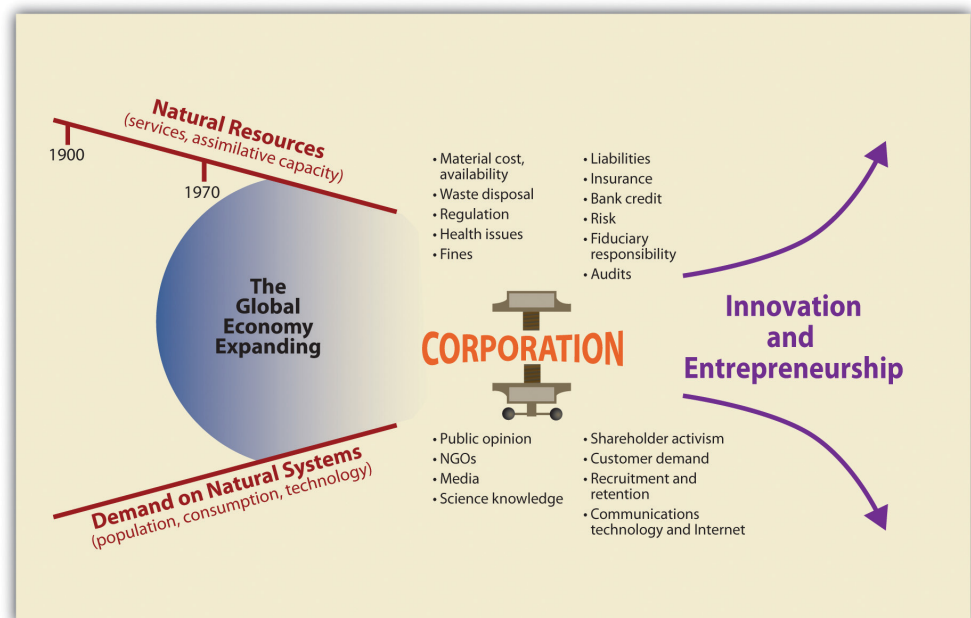 Natural Resources
(services, assimilative capacity)
1900
1970
The
Global
Economy
Expanding
Demand on Natural Systems
(population, consumption, technology)
• Material cost,
availability
• Waste disposal
• Regulation
• Health issues
• Fines
• Liabilities
• Insurance
• Bank credit
• Risk
• Fiduciary
responsibility
• Audits
CORPORATION
• Public opinion
• NGOs
• Media
• Science knowledge
• Shareholder activism
• Customer demand
• Recruitment and
retention
• Communications
technology and Internet
Innovation
and
Entrepreneurship